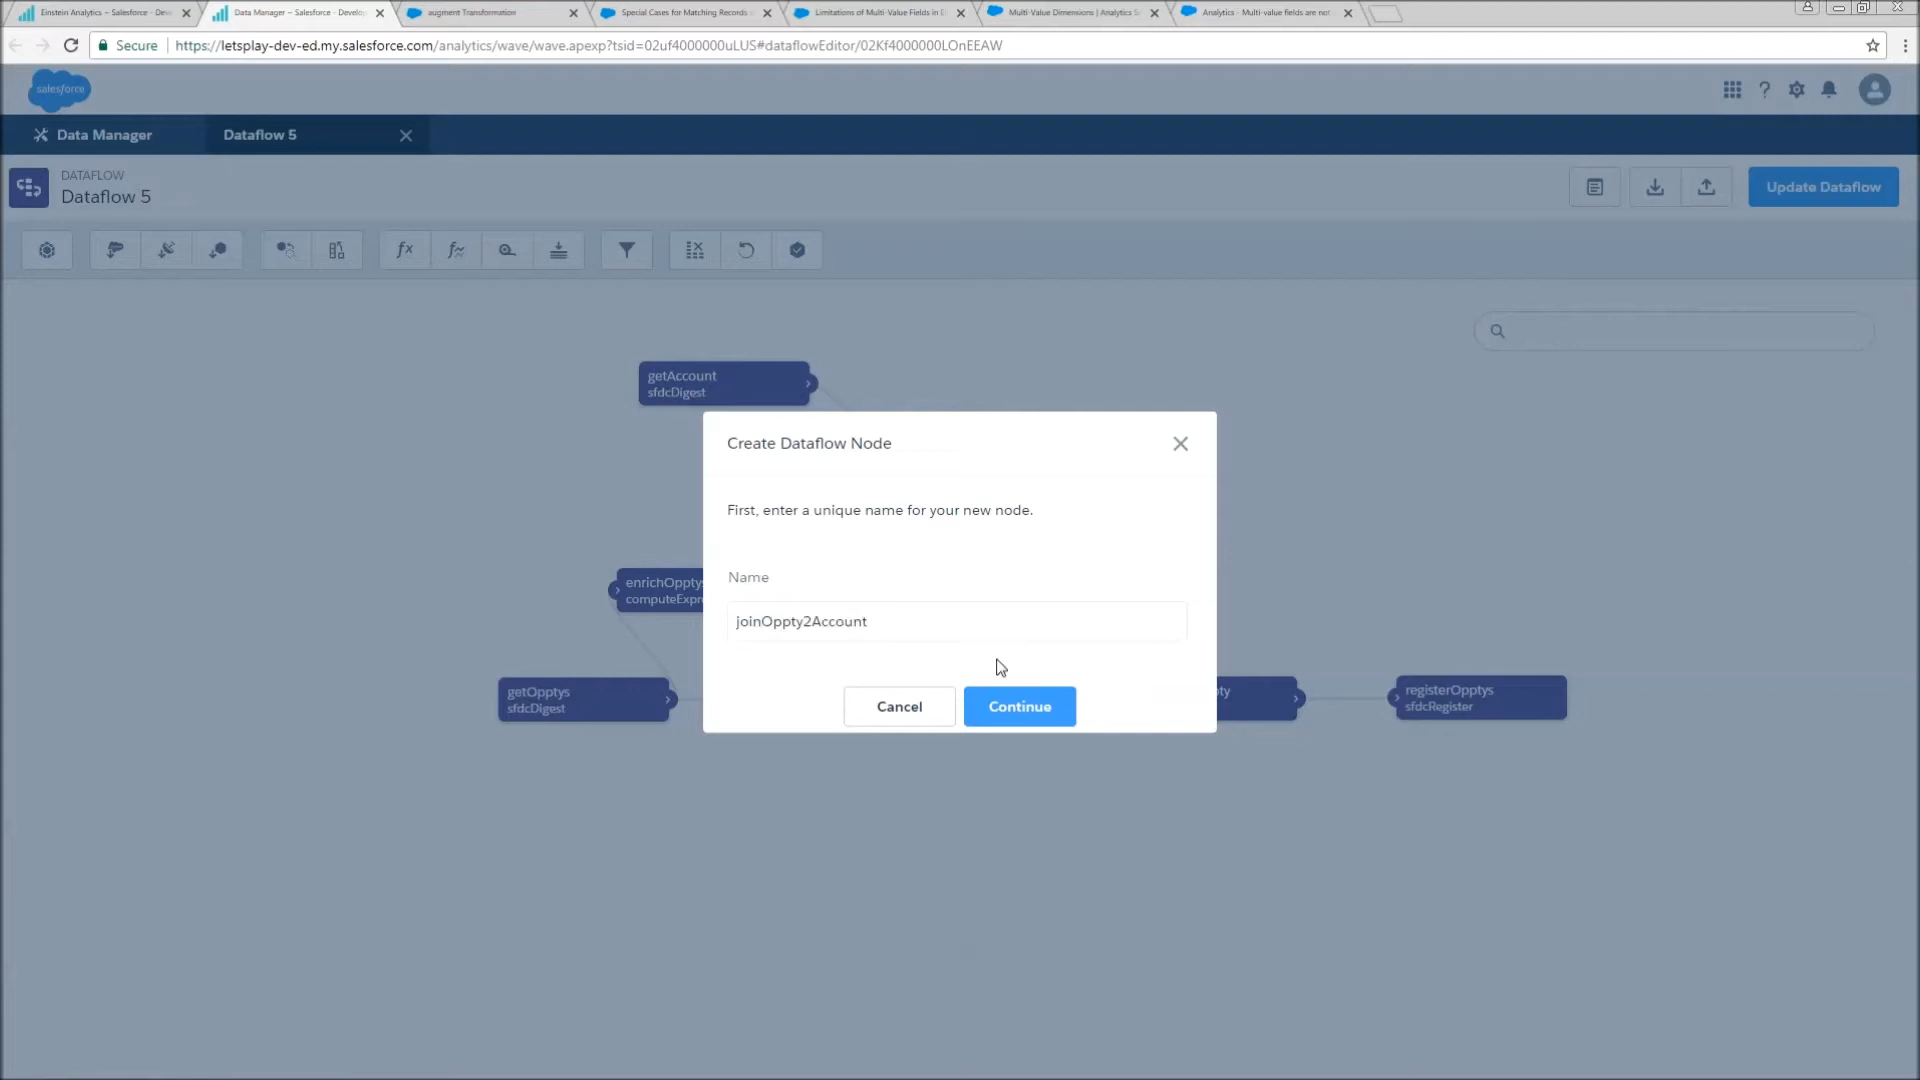 Einstein Analytics – Salesforce - Deve
Data Manager – Salesforce - Develo
augment Transformation
Special Cases for Matching Records
Limitations of Multi-Value Fields in E
Multi-Value Dimensions | Analytics S
Analytics - Multi-value fields are not
Secure
https://letsplay-dev-ed.my.salesforce.com/analytics/wave/wave.apexp?tsid=02uf4000000uLUS#dataflowEditor/02Kf4000000LOnEEAW
salesforce
Data Manager
Dataflow 5
DATAFLOW
Dataflow 5
Update Dataflow
getAccount
sfdcDigest
Create Dataflow Node
First, enter a unique name for your new node.
Name
joinOppty2Account
Cancel
Continue
enrichOpptys
computeExpr
getOpptys
sfdcDigest
pty
registerOpptys
sfdcRegister